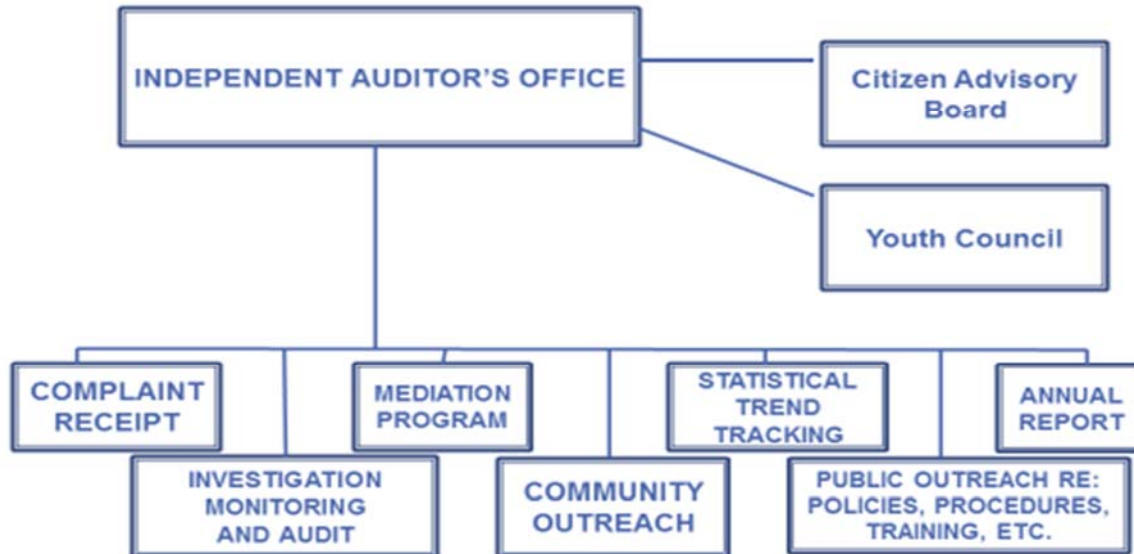 INDEPENDENT AUDITOR'S OFFICE
Citizen Advisory
Board
Youth Council
COMPLAINT
RECEIPT
MEDIATION
PROGRAM
STATISTICAL
TREND
TRACKING
ANNUAL
REPORT
INVESTIGATION
MONITORING
AND AUDIT
COMMUNITY
OUTREACH
PUBLIC OUTREACH RE:
POLICIES, PROCEDURES,
TRAINING, ETC.